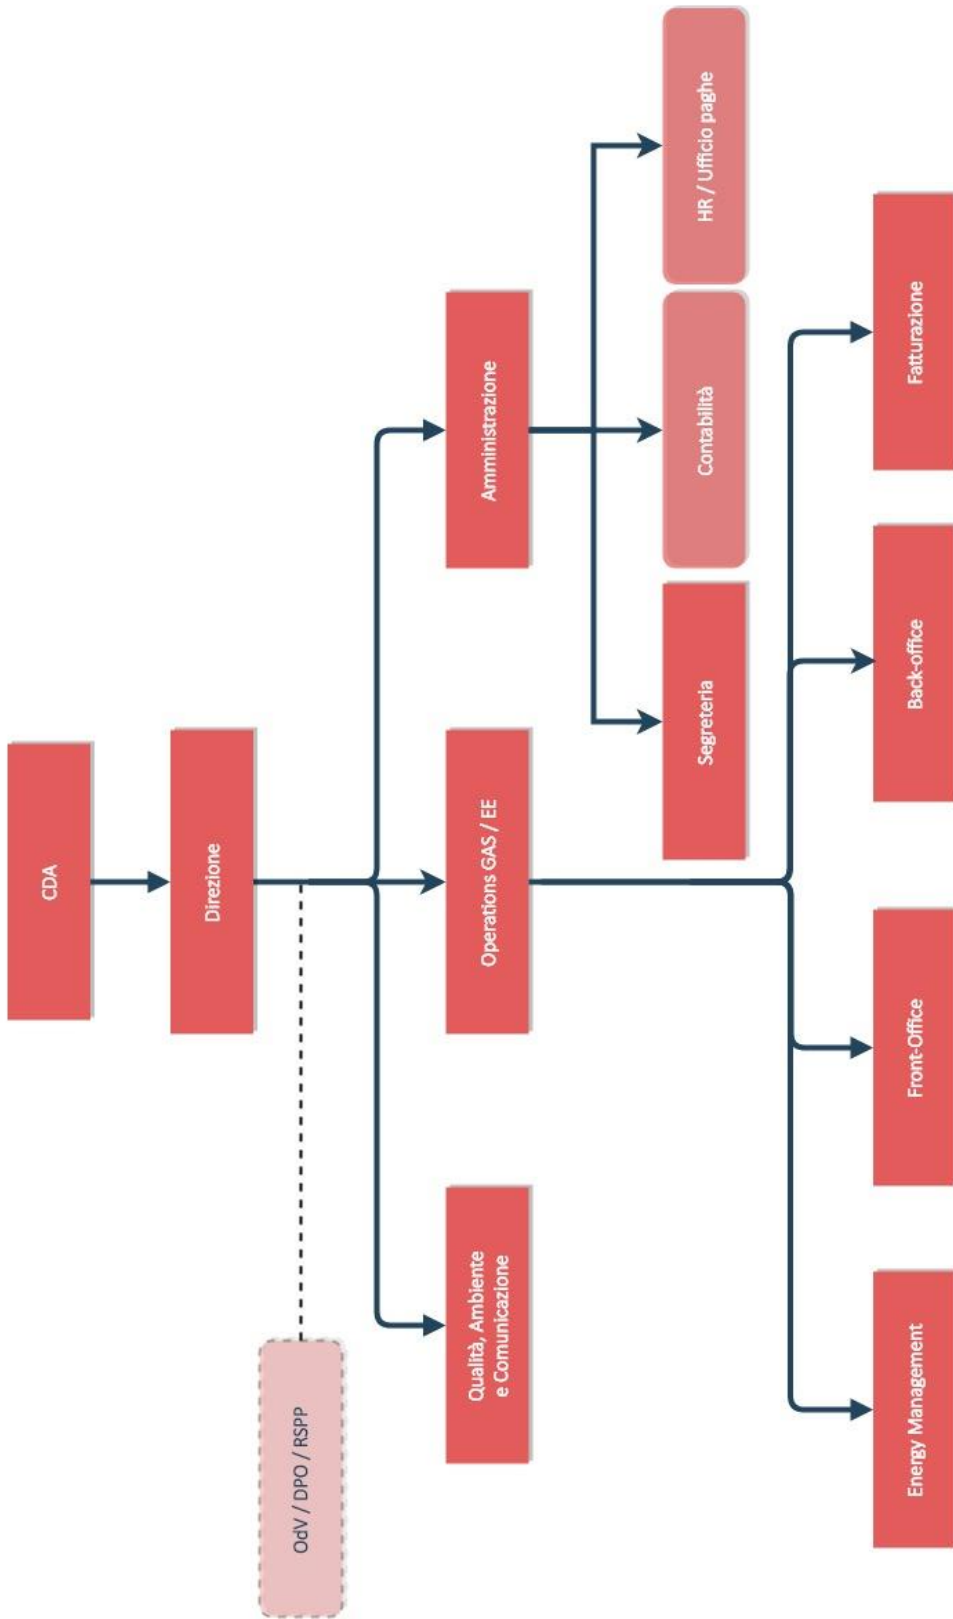 CDA
Direzione
OdV / DPO / RSPP
Qualità, Ambiente
e Comunicazione
Operations GAS / EE
Amministrazione
Segreteria
Contabilità
HR / Ufficio paghe
Energy Management
Front-Office
Back-office
Fatturazione